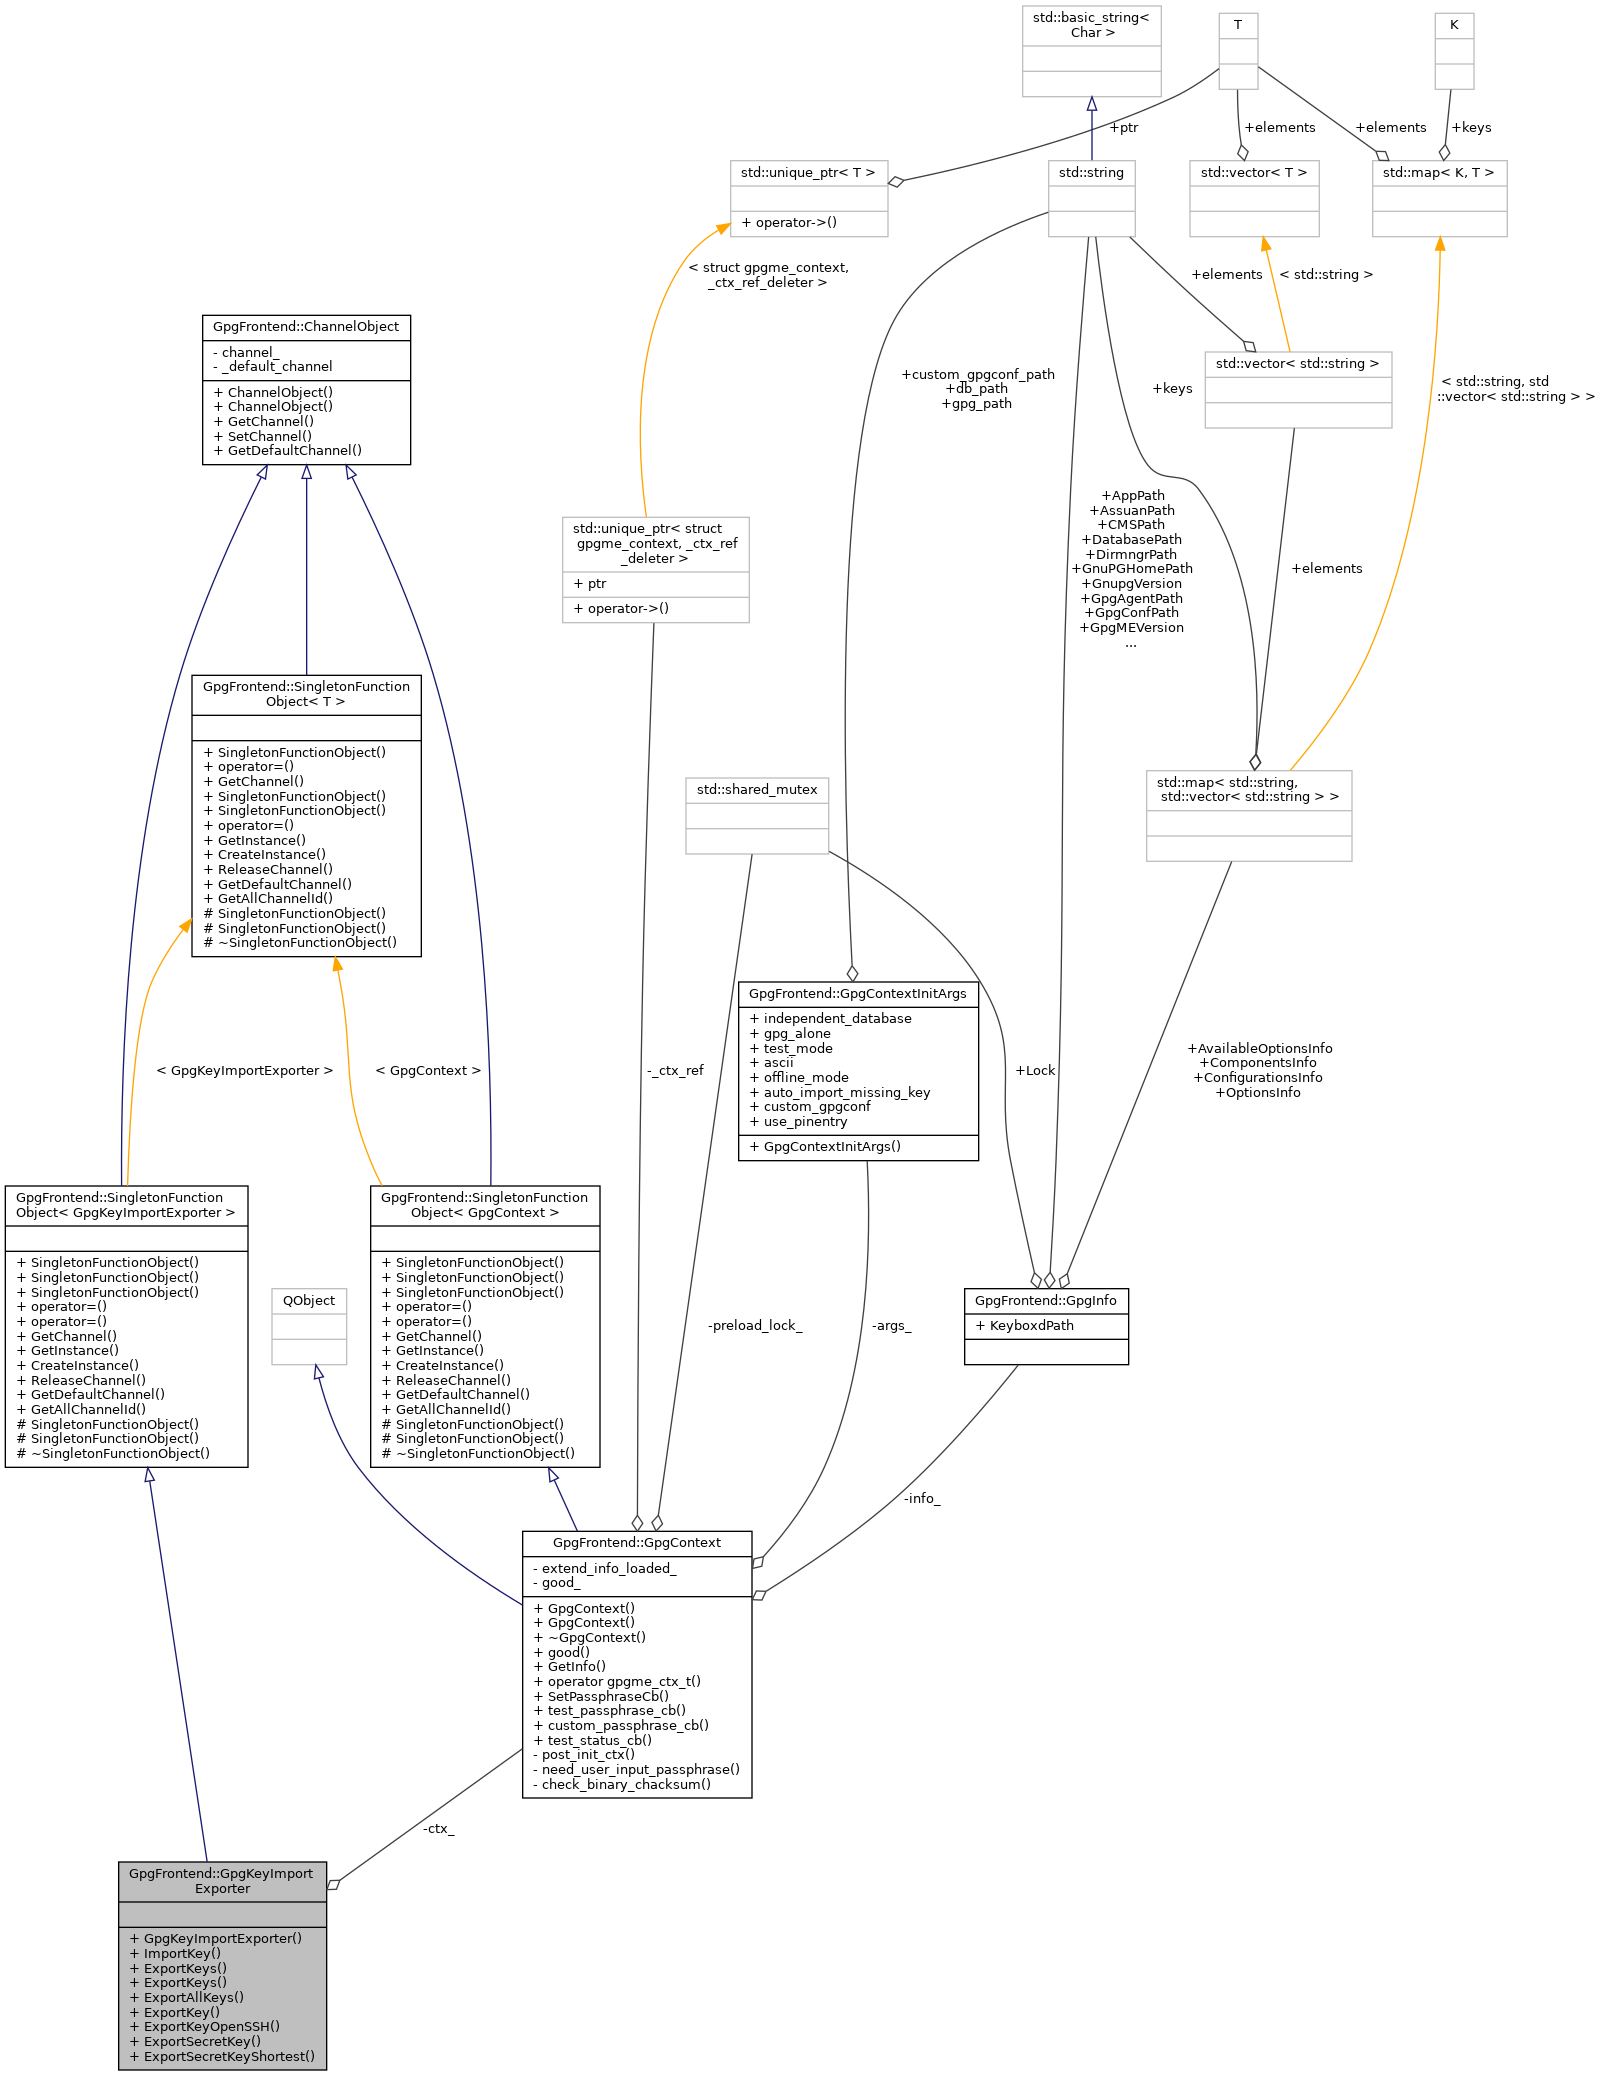 std::basic_string<
Char >
T
K
+ptr
+elements
+elements
+keys
std::unique_ptr< T >
+ operator->()
std::string
std::vector< T >
std::map< K, T >
< struct gpgme_context,
_ctx_ref_deleter >
+elements
< std::string >
GpgFrontend::ChannelObject
- channel_
- _default_channel
+ ChannelObject()
+ ChannelObject()
+ GetChannel()
+ SetChannel()
+ GetDefaultChannel()
+custom_gpgconf_path
+db_path
+gpg_path
+keys
std::vector< std::string >
< std::string, std
::vector< std::string > >
std::unique_ptr< struct
gpgme_context, _ctx_ref
_deleter >
+ ptr
+ operator->()
+AppPath
+AssuanPath
+CMSPath
+DatabasePath
+DirmngrPath
+GnuPGHomePath
+GnupgVersion
+GpgAgentPath
+GpgConfPath
+GpgMEVersion
...
+elements
GpgFrontend::SingletonFunction
Object< T >
+ SingletonFunctionObject()
+ operator=()
+ GetChannel()
+ SingletonFunctionObject()
+ SingletonFunctionObject()
+ operator=()
+ GetInstance()
+ CreateInstance()
+ ReleaseChannel()
+ GetDefaultChannel()
+ GetAllChannelId()
# SingletonFunctionObject()
# SingletonFunctionObject()
# ~SingletonFunctionObject()
std::shared_mutex
std::map< std::string,
std::vector< std::string > >
GpgFrontend::GpgContextInitArgs
+ independent_database
+ gpg_alone
+ test_mode
+ ascii
+ offline_mode
+ auto_import_missing_key
+ custom_gpgconf
+ use_pinentry
+ GpgContextInitArgs()
< GpgKeyImportExporter >
< GpgContext >
-_ctx_ref
+Lock
+AvailableOptionsInfo
+ComponentsInfo
+ConfigurationsInfo
+OptionsInfo
GpgFrontend::SingletonFunction
Object< GpgKeyImportExporter >
+ SingletonFunctionObject()
+ SingletonFunctionObject()
+ SingletonFunctionObject()
+ operator=()
+ operator=()
+ GetChannel()
+ GetInstance()
+ CreateInstance()
+ ReleaseChannel()
+ GetDefaultChannel()
+ GetAllChannelId()
# SingletonFunctionObject()
# SingletonFunctionObject()
# ~SingletonFunctionObject()
QObject
GpgFrontend::SingletonFunction
Object< GpgContext >
+ SingletonFunctionObject()
+ SingletonFunctionObject()
+ SingletonFunctionObject()
+ operator=()
+ operator=()
+ GetChannel()
+ GetInstance()
+ CreateInstance()
+ ReleaseChannel()
+ GetDefaultChannel()
+ GetAllChannelId()
# SingletonFunctionObject()
# SingletonFunctionObject()
# ~SingletonFunctionObject()
-preload_lock_
-args_
GpgFrontend::GpgInfo
+ KeyboxdPath
-info_
GpgFrontend::GpgContext
- extend_info_loaded_
- good_
+ GpgContext()
+ GpgContext()
+ ~GpgContext()
+ good()
+ GetInfo()
+ operator gpgme_ctx_t()
+ SetPassphraseCb()
+ test_passphrase_cb()
+ custom_passphrase_cb()
+ test_status_cb()
- post_init_ctx()
- need_user_input_passphrase()
- check_binary_chacksum()
-ctx_
GpgFrontend::GpgKeyImport
Exporter
+ GpgKeyImportExporter()
+ ImportKey()
+ ExportKeys()
+ ExportKeys()
+ ExportAllKeys()
+ ExportKey()
+ ExportKeyOpenSSH()
+ ExportSecretKey()
+ ExportSecretKeyShortest()